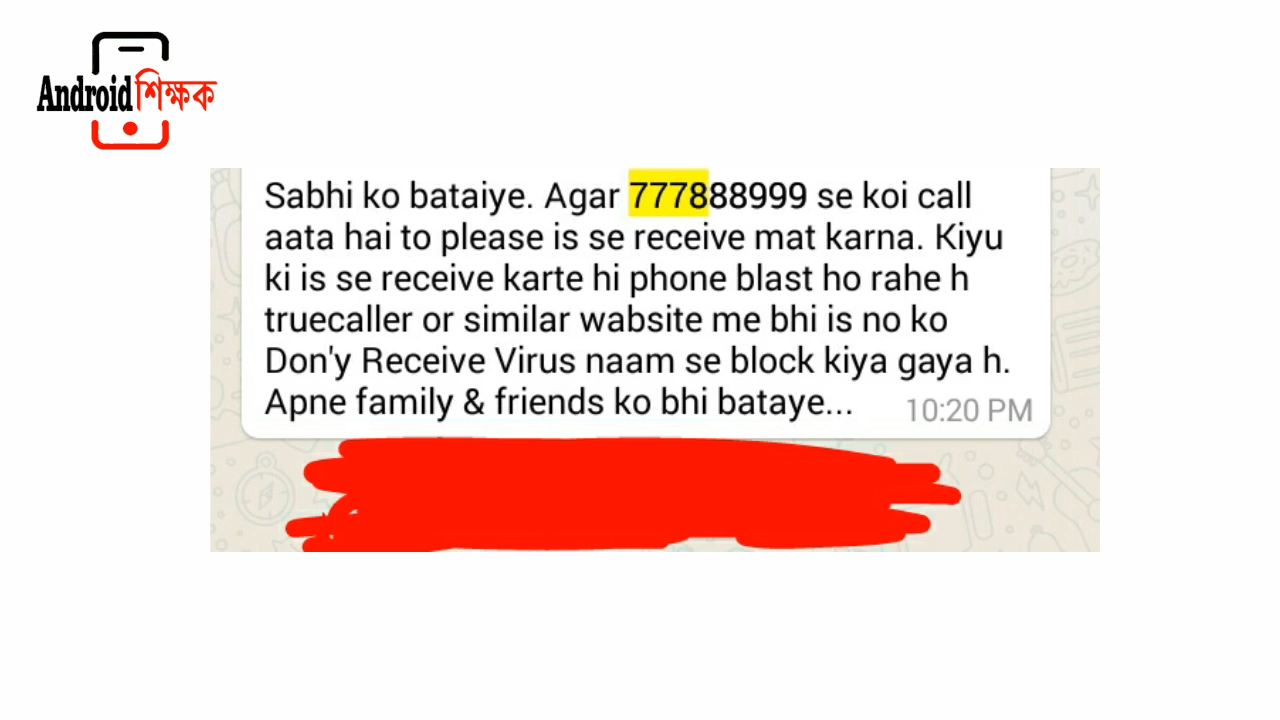 Android শিক্ষক
Sabhi ko bataiye. Agar 777888999 se koi call
aata hai to please is se receive mat karna. Kiyu
ki is se receive karte hi phone blast ho rahe h
truecaller or similar wabsite me bhi is no ko
Don'y Receive Virus naam se block kiya gaya h.
Apne family & friends ko bhi bataye...
10:20 PM